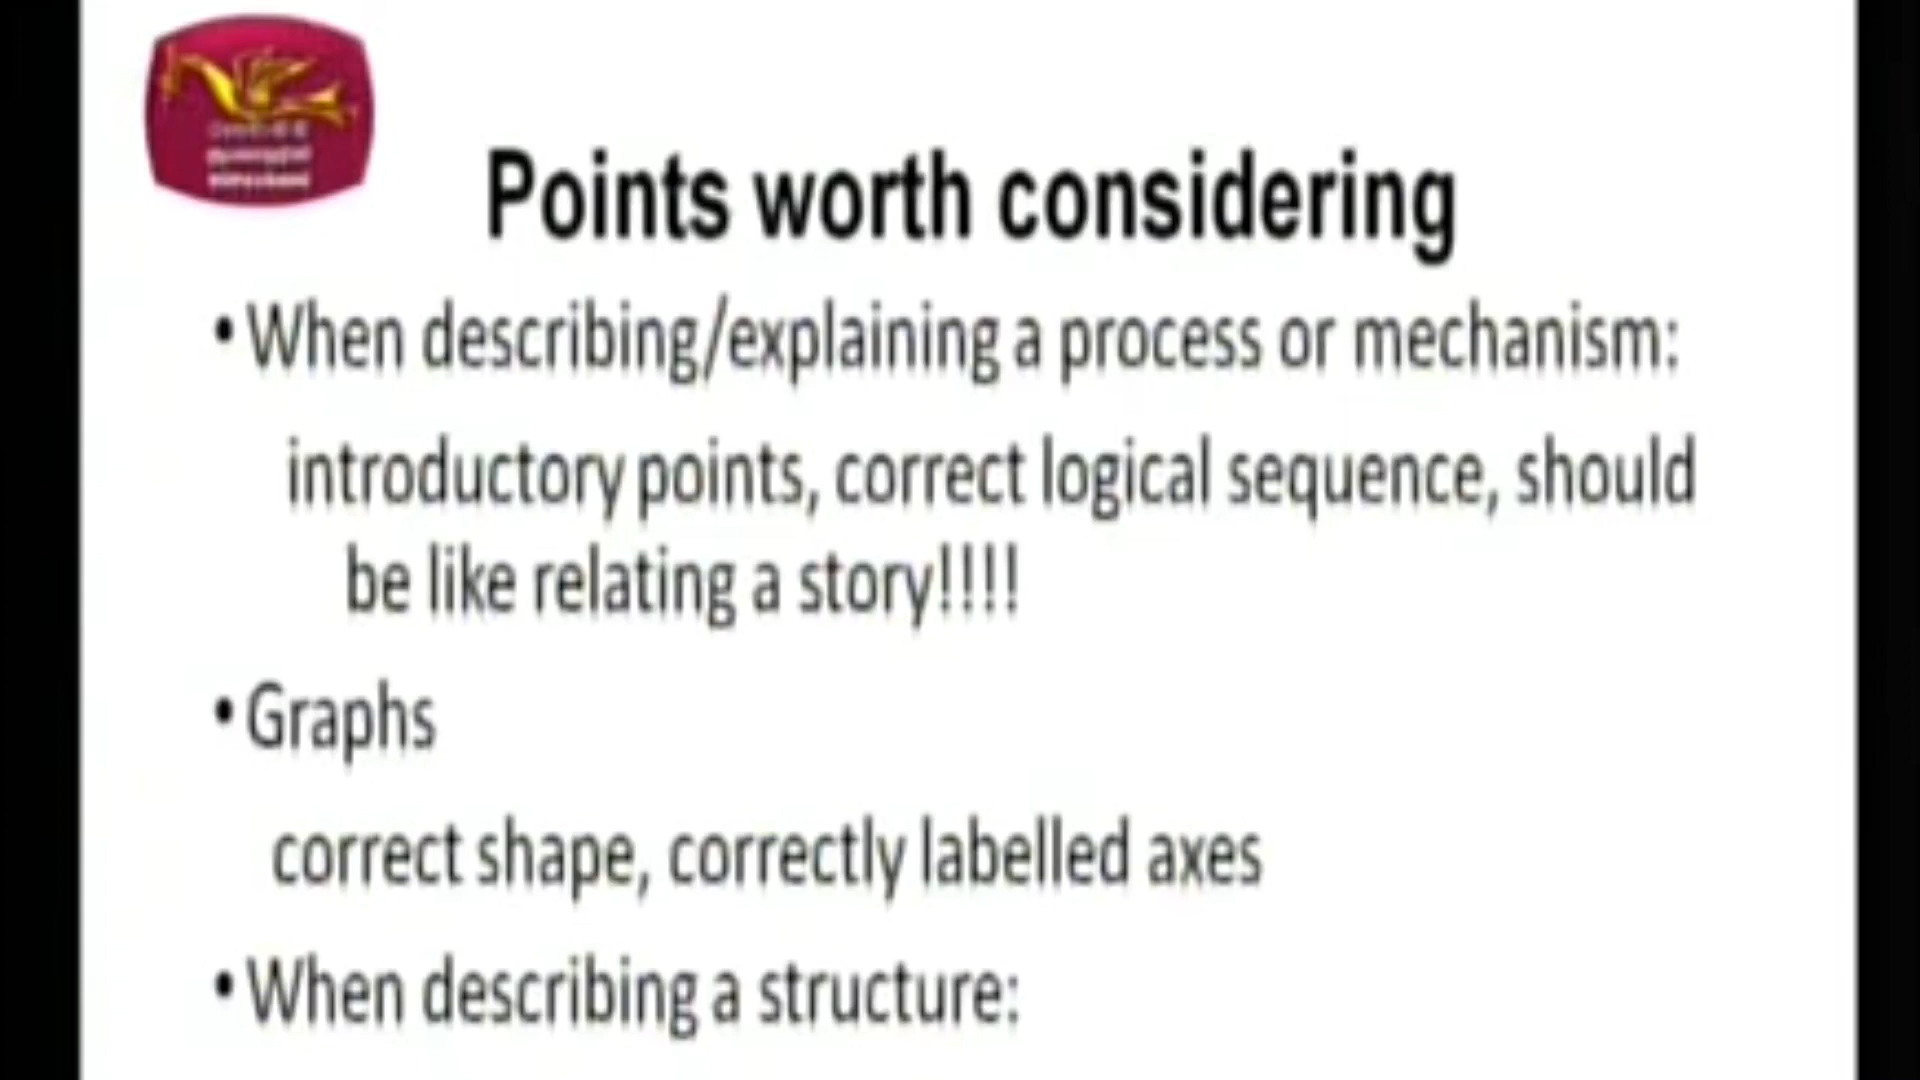 Points worth considering
• When describing/explaining a process or mechanism:
introductory points, correct logical sequence, should
be like relating a story!!!!
• Graphs
correct shape, correctly labelled axes
• When describing a structure: